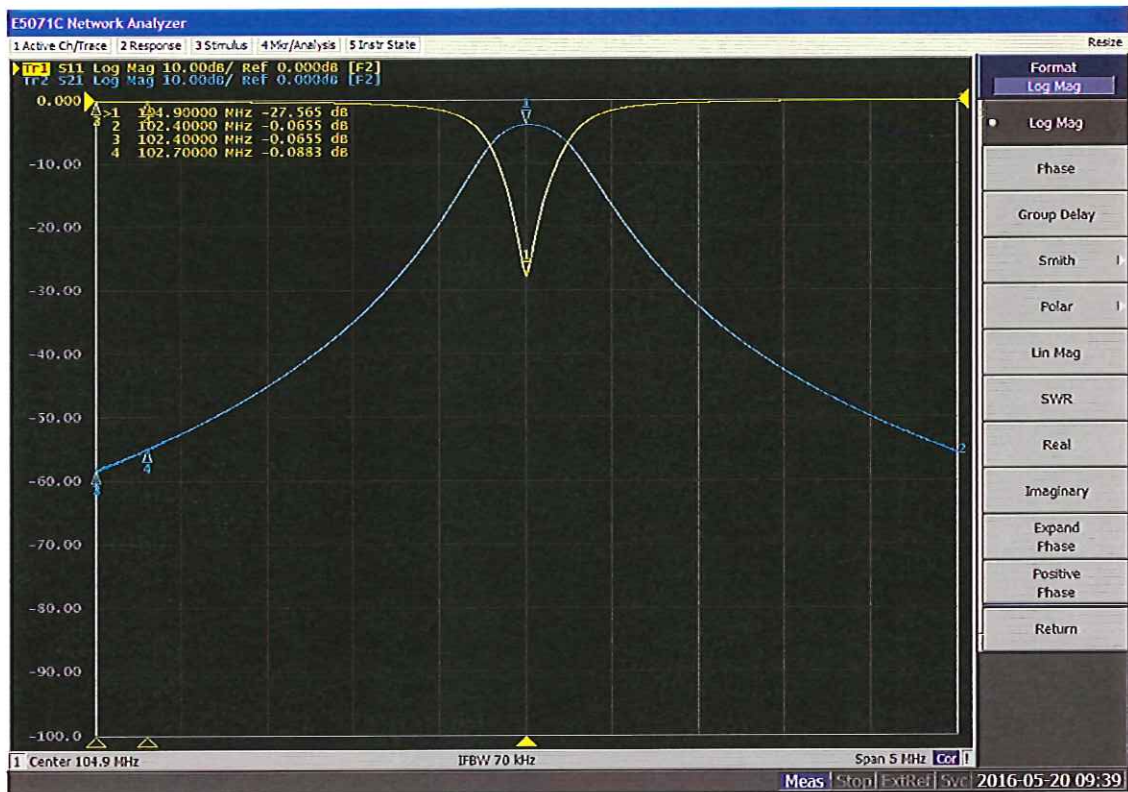 E5071C Network Analyzer
1 Active Ch/Trace 2 Response 3 Stimulus 4 Mkr/Analysis 5 Instr State
Resize
Tr1 S11 Log Mag 10.00dB/ Ref 0.000dB [F2]
Tr2 S21 Log Mag 10.00dB/ Ref 0.000dB [F2]
>1 104.90000 MHz -27.565 dB
2 102.40000 MHz -0.0655 dB
3 102.40000 MHz -0.0655 dB
4 102.70000 MHz -0.0883 dB
0.000
-10.00
-20.00
-30.00
-40.00
-50.00
-60.00
-70.00
-80.00
-90.00
-100.0
1
1
4
2
Format
Log Mag
Log Mag
Phase
Group Delay
Smith
Polar
Lin Mag
SWR
Real
Imaginary
Expand
Phase
Positive
Phase
Return
1 Center 104.9 MHz
IFBW 70 kHz
Span 5 MHz Cor !
Meas Stop ExtRef Svc 2016-05-20 09:39